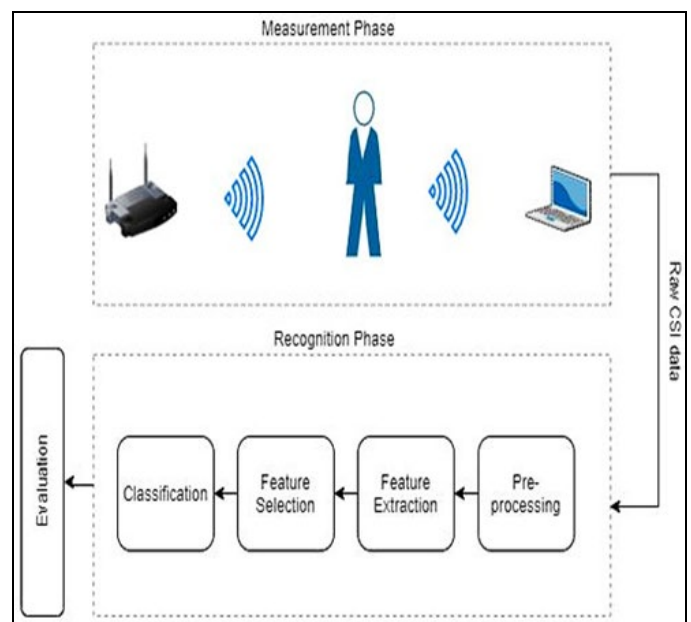 Measurement Phase
Raw CSI data
Recognition Phase
Evaluation
Classification
Feature
Selection
Feature
Extraction
Pre-
processing